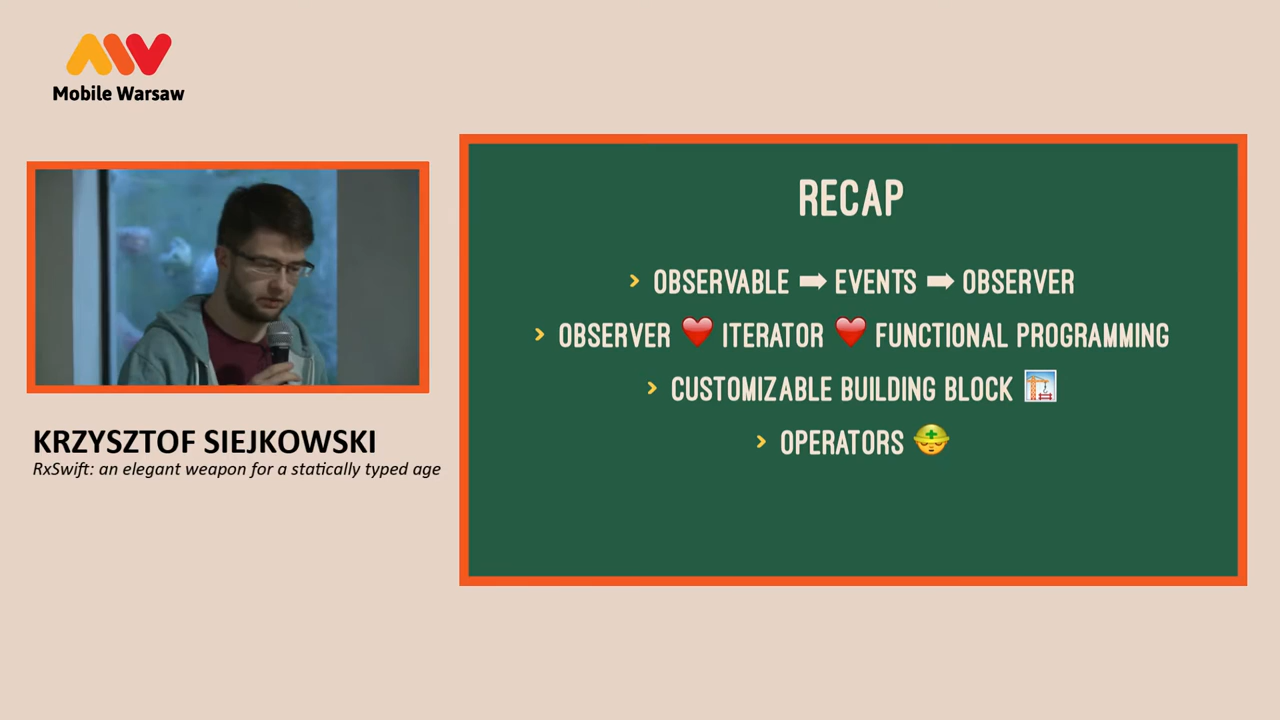 Mobile Warsaw
KRZYSZTOF SIEJKOWSKI
RxSwift: an elegant weapon for a statically typed age
RECAP
› OBSERVABLE ➡ EVENTS ➡ OBSERVER
› OBSERVER ❤️ ITERATOR ❤️ FUNCTIONAL PROGRAMMING
› CUSTOMIZABLE BUILDING BLOCK 🏗
› OPERATORS